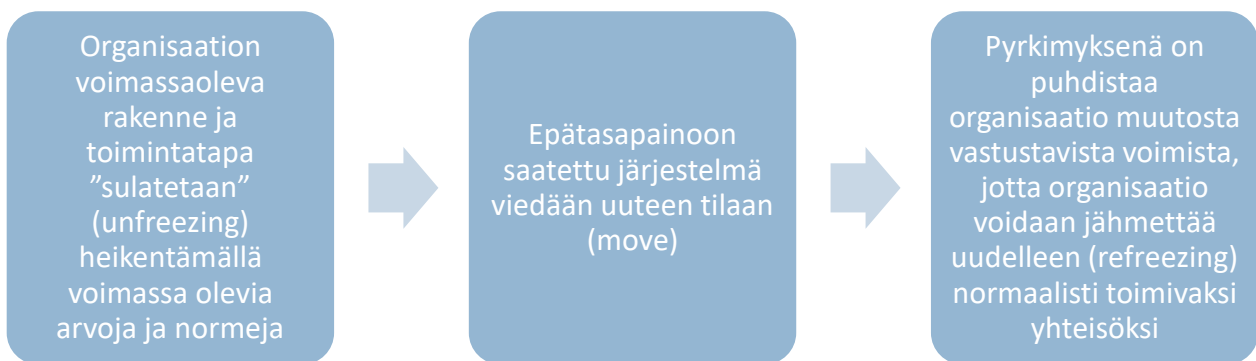 Organisaation
voimassaoleva
rakenne ja
toimintatapa
”sulatetaan”
(unfreezing)
heikentämällä
voimassa olevia
arvoja ja normeja
Epätasapainoon
saatettu järjestelmä
viedään uuteen tilaan
(move)
Pyrkimyksenä on
puhdistaa
organisaatio muutosta
vastustavista voimista,
jotta organisaatio
voidaan jähmettää
uudelleen (refreezing)
normaalisti toimivaksi
yhteisöksi